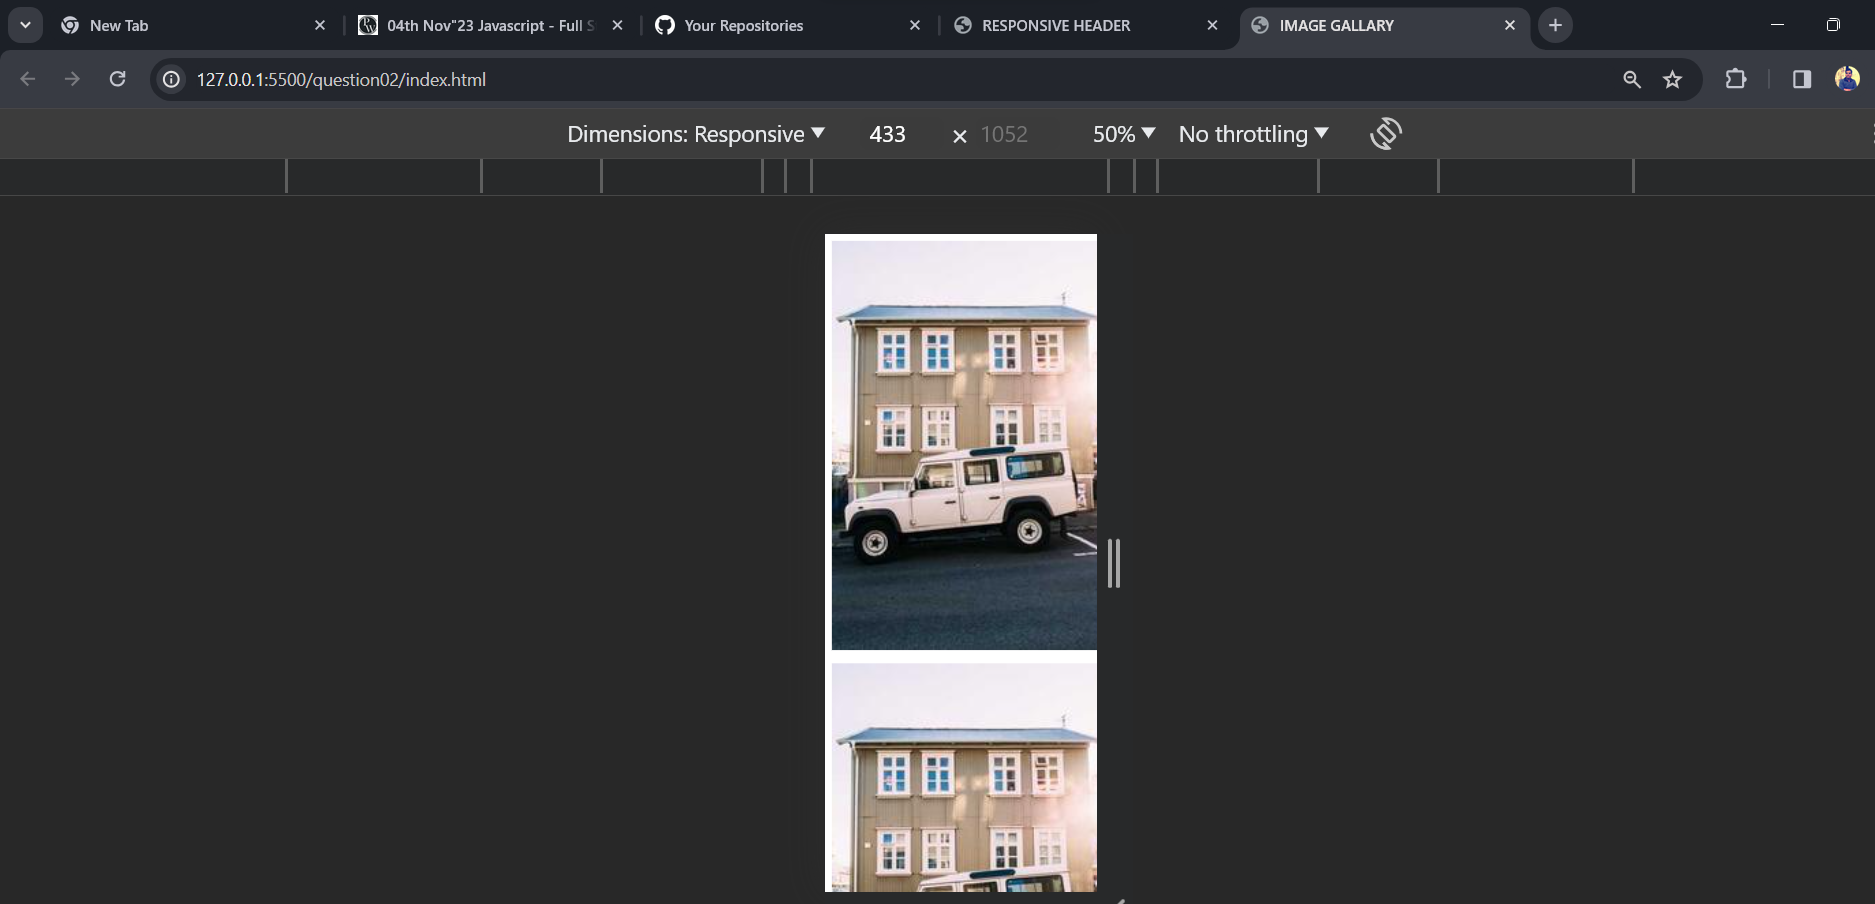 New Tab
04th Nov"23 Javascript - Full S
Your Repositories
RESPONSIVE HEADER
IMAGE GALLARY
127.0.0.1:5500/question02/index.html
Dimensions: Responsive ▼ 433 × 1052 50% ▼ No throttling ▼